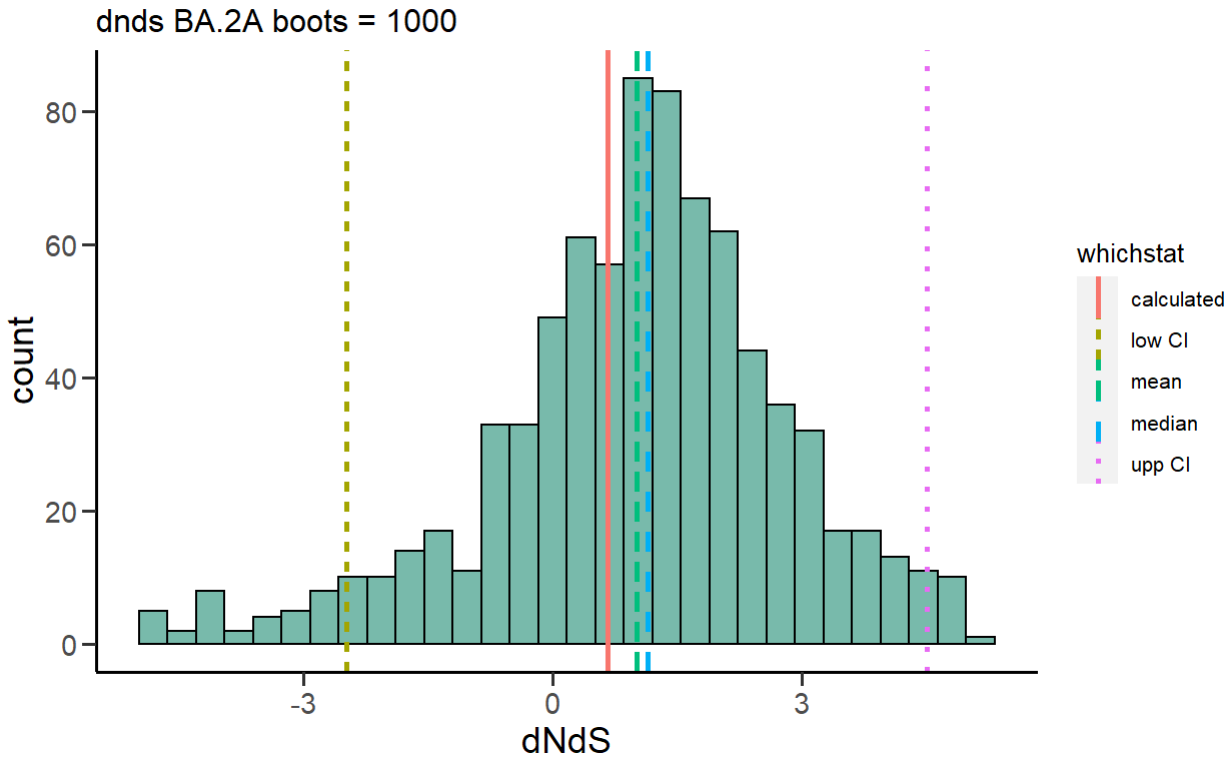 dnds BA.2A boots = 1000
count
80
60
40
20
0
-3
0
3
dNdS
whichstat
calculated
low CI
mean
median
upp CI